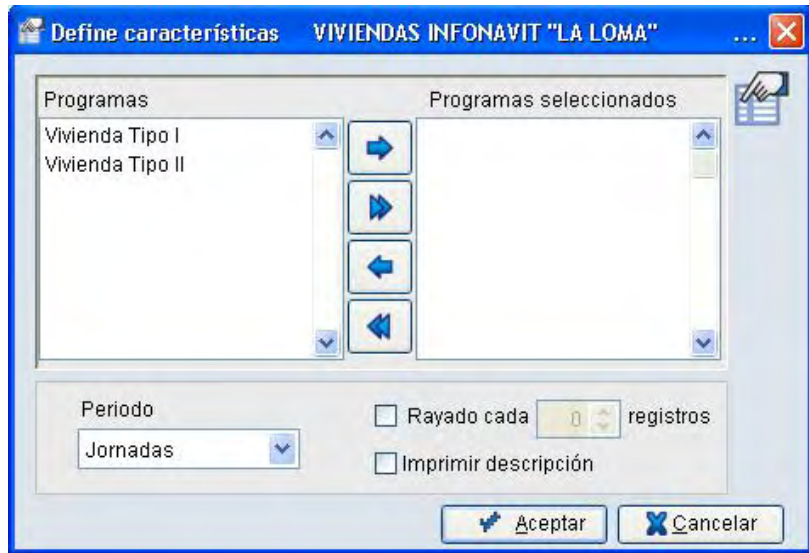 Define características VIVIENDAS INFONAVIT "LA LOMA" ...
Programas
Programas seleccionados
Vivienda Tipo I
Vivienda Tipo II
Periodo
Jornadas
Rayado cada 0 registros
Imprimir descripción
Aceptar
Cancelar